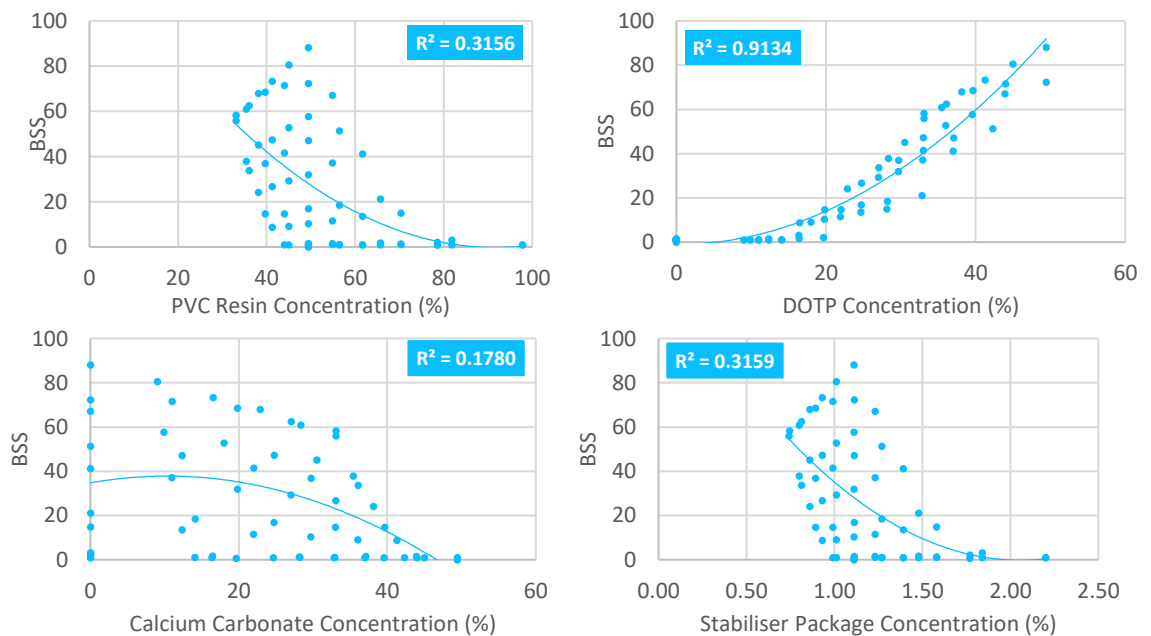 100
80
60
40
20
0
BSS
R² = 0.3156
0 20 40 60 80 100
PVC Resin Concentration (%)
100
80
60
40
20
0
BSS
R² = 0.9134
0 20 40 60
DOTP Concentration (%)
100
80
60
40
20
0
BSS
R² = 0.1780
0 20 40 60
Calcium Carbonate Concentration (%)
100
80
60
40
20
0
BSS
R² = 0.3159
0.00 0.50 1.00 1.50 2.00 2.50
Stabiliser Package Concentration (%)